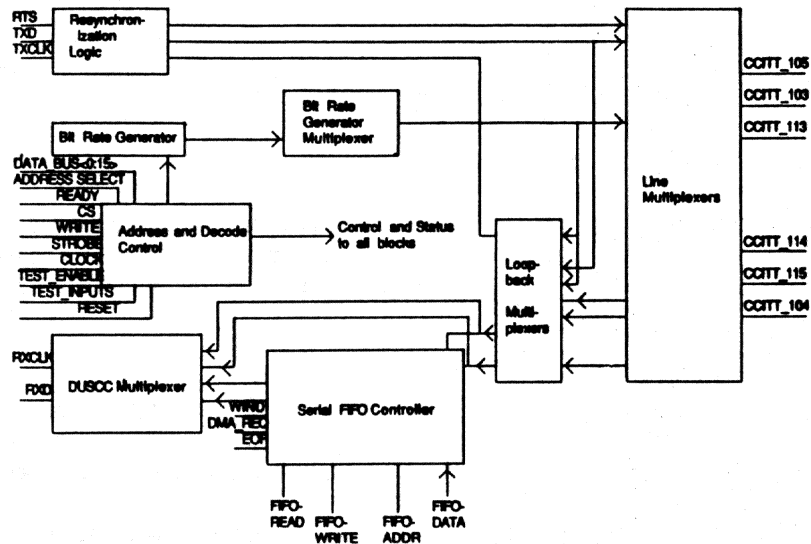 RTS
TXD
TXCLK
Resynchron-
ization
Logic
CCITT_105
CCITT_103
CCITT_113
Bit Rate Generator
Bit Rate
Generator
Multiplexer
Line
Multiplexers
DATA_BUS<0:15>
ADDRESS SELECT
READY
CS
WRITE
STROBE
CLOCK
TEST_ENABLE
TEST_INPUTS
RESET
Address and Decode
Control
Control and Status
to all blocks
Loop-
back
Multi-
plexers
CCITT_114
CCITT_115
CCITT_104
RXCLK
RXD
DUSCC Multiplexer
WIND
DMA_REQ
EOF
Serial FIFO Controller
FIFO-
READ
FIFO-
WRITE
FIFO-
ADDR
FIFO-
DATA